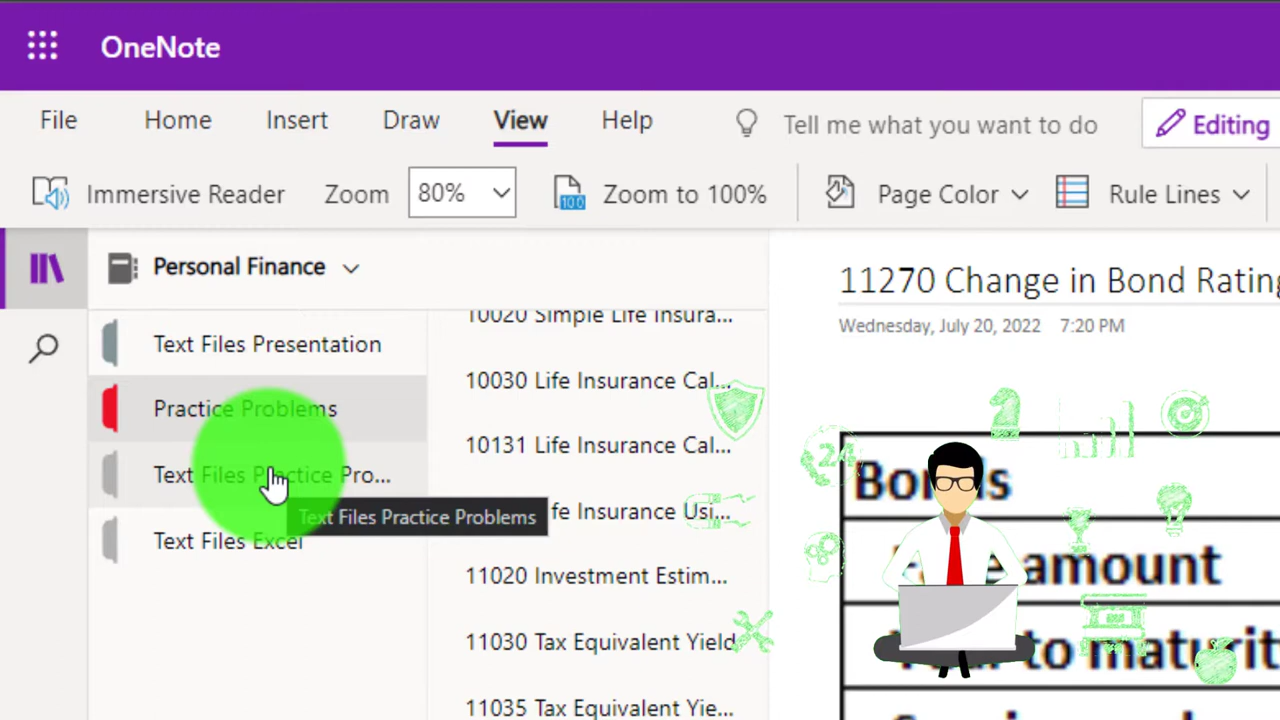 OneNote
File Home Insert Draw View Help Tell me what you want to do Editing
Immersive Reader Zoom 80% 100 Zoom to 100% Page Color Rule Lines
Personal Finance
Text Files Presentation
Practice Problems
Text Files Practice Pro...
Text Files Practice Problems
Text Files Excel
10020 Simple Life Insura...
10030 Life Insurance Cal...
10131 Life Insurance Cal...
fe Insurance Usi...
11020 Investment Estim...
11030 Tax Equivalent Yield
11035 Tax Equivalent Yie...
11270 Change in Bond Rating
Wednesday, July 20, 2022 7:20 PM
24
amount
to maturit